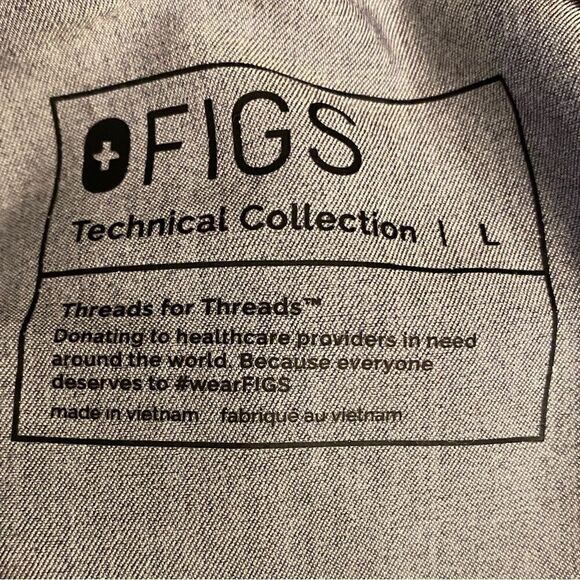 FIGS
Technical Collection | L
Threads for Threads™
Donating to healthcare providers in need
around the world. Because everyone
deserves to #wearFIGS
made in vietnam fabriqué au vietnam